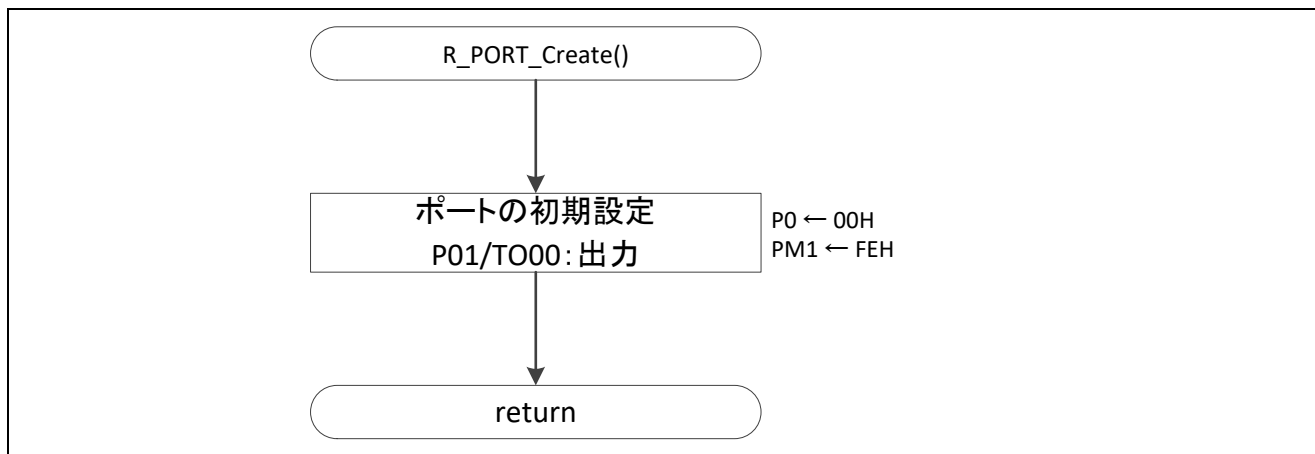 R_PORT_Create()
ポートの初期設定
P01/TO00：出力
P0 ← 00H
PM1 ← FEH
return